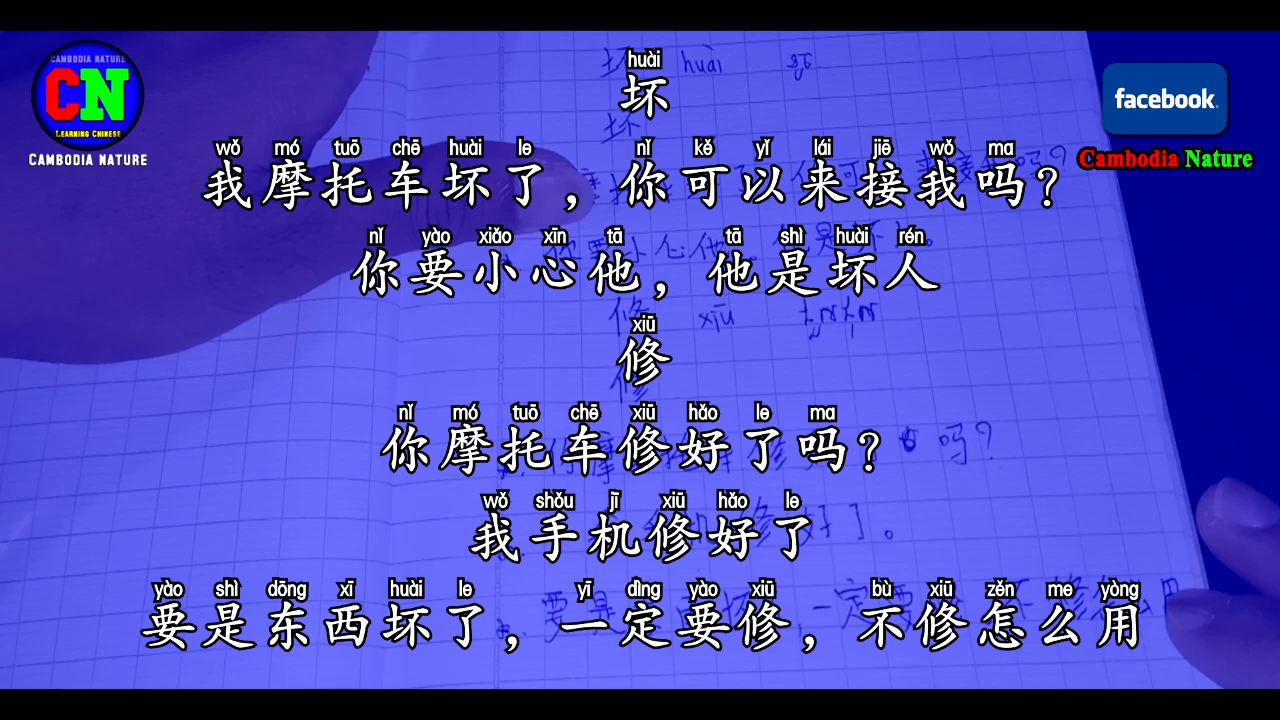 CAMBODIA NATURE
CN
LEARNING CHINESE
CAMBODIA NATURE
facebook
Cambodia Nature
huài
坏
wǒ mó tuō chē huài le nǐ kě yǐ lái jiē wǒ ma
我摩托车坏了，你可以来接我吗？
nǐ yào xiǎo xīn tā tā shì huài rén
你要小心他，他是坏人
xiū
修
nǐ mó tuō chē xiū hǎo le ma
你摩托车修好了吗？
wǒ shǒu jī xiū hǎo le
我手机修好了
yào shì dōng xī huài le yī dìng yào xiū bù xiū zěn me yòng
要是东西坏了，一定要修，不修怎么用
huài
xiū
吗？